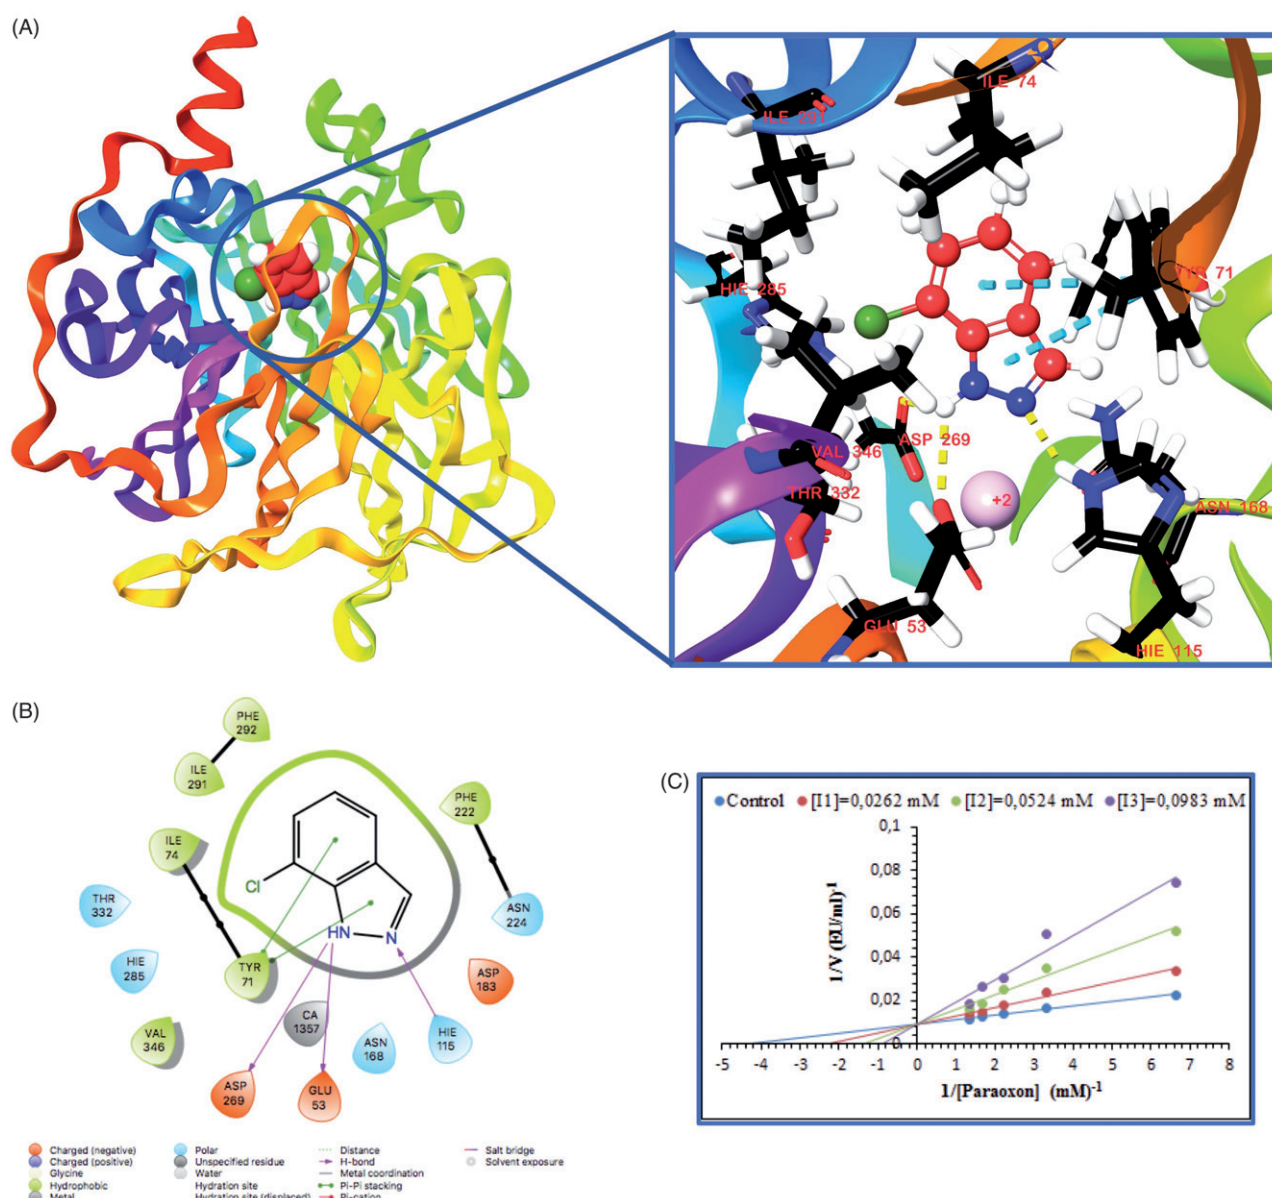 (A)
ILE 74
ILE 291
HIE 285
TYR 71
ASP 269
VAL 346
THR 332
+2
ASN 168
GLU 53
HIE 115
(B)
PHE
292
ILE
291
PHE
222
ILE
74
Cl
THR
332
ASN
224
HN
N
HIE
285
TYR
71
ASP
183
CA
1357
VAL
346
ASN
168
HIE
115
ASP
269
GLU
53
Charged (negative)
Charged (positive)
Glycine
Hydrophobic
Metal
Polar
Unspecified residue
Water
Hydration site
Hydration site (displaced)
Distance
H-bond
Metal coordination
Pi-Pi stacking
Pi-cation
Salt bridge
Solvent exposure
(C)
Control [I1]=0,0262 mM [I2]=0,0524 mM [I3]=0,0983 mM
0,1
0,08
0,06
0,04
0,02
0
1/V (EU/ml)-1
-5 -4 -3 -2 -1 0 1 2 3 4 5 6 7 8
1/[Paraoxon] (mM)-1